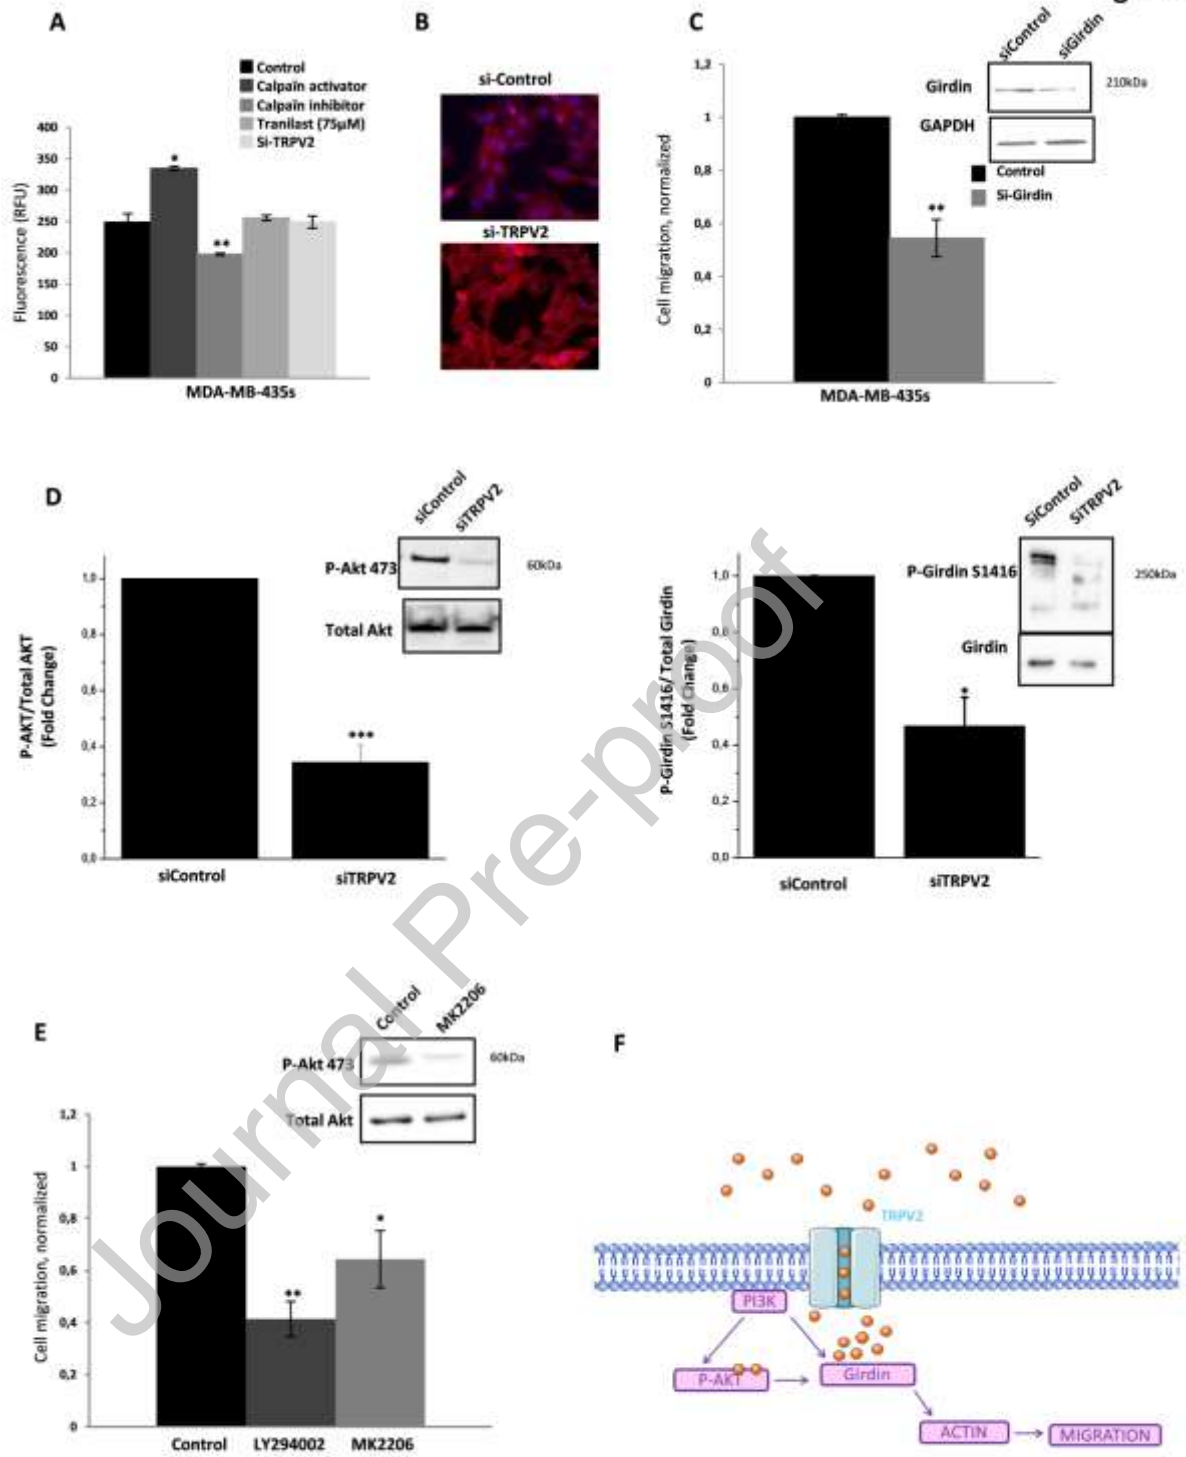 A
Control
Calpaïn activator
Calpaïn inhibitor
Tranilast (75µM)
Si-TRPV2
Fluorescence (RFU)
400
350
300
250
200
150
100
50
0
*
**
MDA-MB-435s
B
si-Control
si-TRPV2
C
siControl
siGirdin
Girdin
210kDa
GAPDH
Control
Si-Girdin
Cell migration, normalized
1,2
1
0,8
0,6
0,4
0,2
0
**
MDA-MB-435s
D
siControl
siTRPV2
P-Akt 473
60kDa
Total Akt
P-AKT/Total AKT
(Fold Change)
1,0
0,8
0,6
0,4
0,2
0,0
***
siControl
siTRPV2
SiControl
SiTRPV2
P-Girdin S1416
250kDa
Girdin
P-Girdin S1416/ Total Girdin
(Fold Change)
1,0
0,8
0,6
0,4
0,2
0,0
*
siControl
siTRPV2
E
Control
MK2206
P-Akt 473
60kDa
Total Akt
Cell migration, normalized
1,2
1
0,8
0,6
0,4
0,2
0
**
*
Control
LY294002
MK2206
F
TRPV2
PI3K
P-AKT
Girdin
ACTIN
MIGRATION
Journal Pre-proof